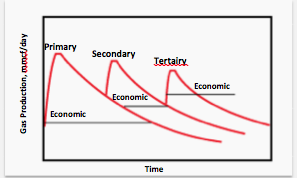 Primary
Secondary
Tertairy
Economic
Economic
Economic
Gas Production, mmcf/day
Time